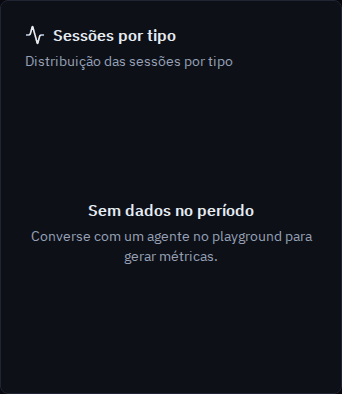 Sessões por tipo
Distribuição das sessões por tipo
Sem dados no período
Converse com um agente no playground para
gerar métricas.